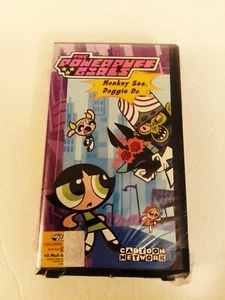 THE
POWERPUFF
GIRLS
Monkey See,
Doggie Do
CARTOON
NETWORK